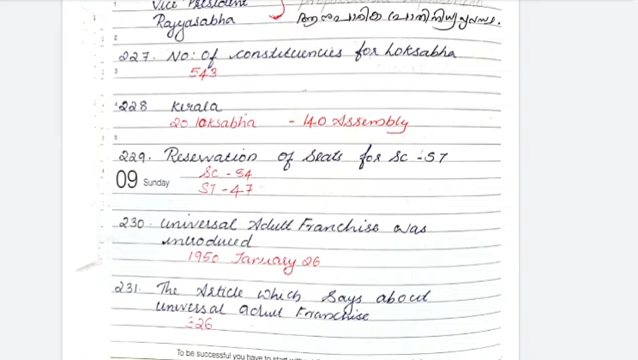 Vice President
Rajyasabha
227. No: of constituencies for loksabha
543
228 Kerala
20 loksabha - 140 Assembly
229. Reservation of Seats for SC - ST
SC - 84
ST - 47
09 Sunday
230. Universal Adult Franchise was
introduced
1950 January 26
231. The Article which Says about
universal adult Franchise
326
To be successful you have to start